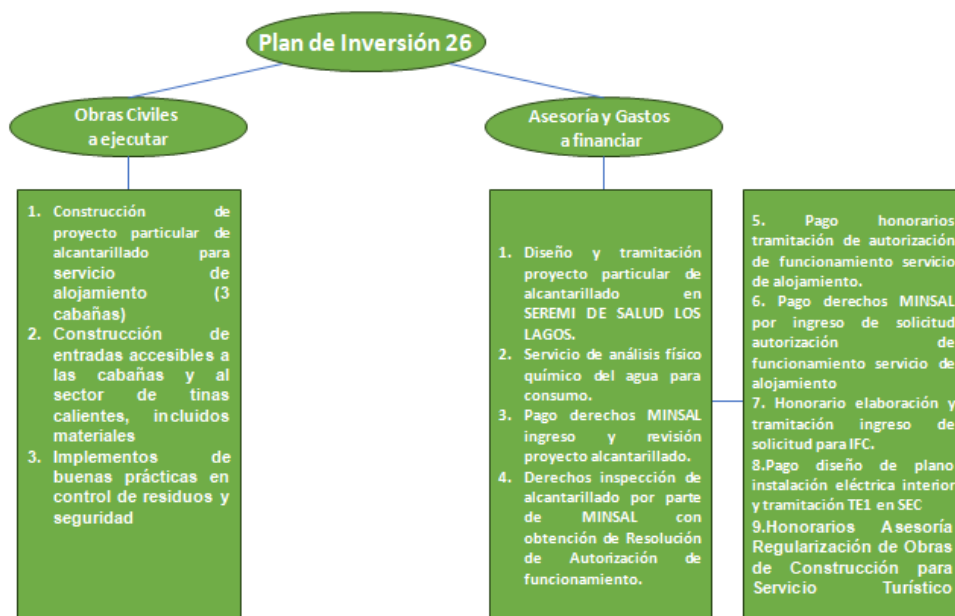 Plan de Inversión 26
Obras Civiles
a ejecutar
1. Construcción de
proyecto particular de
alcantarillado para
servicio de
alojamiento (3
cabañas)
2. Construcción de
entradas accesibles a
las cabañas y al
sector de tinas
calientes, incluidos
materiales
3. Implementos de
buenas prácticas en
control de residuos y
seguridad
Asesoría y Gastos
a financiar
1. Diseño y tramitación
proyecto particular de
alcantarillado en
SEREMI DE SALUD LOS
LAGOS.
2. Servicio de análisis físico
químico del agua para
consumo.
3. Pago derechos MINSAL
ingreso y revisión
proyecto alcantarillado.
4. Derechos inspección de
alcantarillado por parte
de MINSAL con
obtención de Resolución
de Autorización de
funcionamiento.
5. Pago honorarios
tramitación de autorización
de funcionamiento servicio
de alojamiento.
6. Pago derechos MINSAL
por ingreso de solicitud
autorización de
funcionamiento servicio de
alojamiento
7. Honorario elaboración y
tramitación ingreso de
solicitud para IFC.
8.Pago diseño de plano
instalación eléctrica interior
y tramitación TE1 en SEC
9.Honorarios Asesoría
Regularización de Obras
de Construcción para
Servicio Turístico